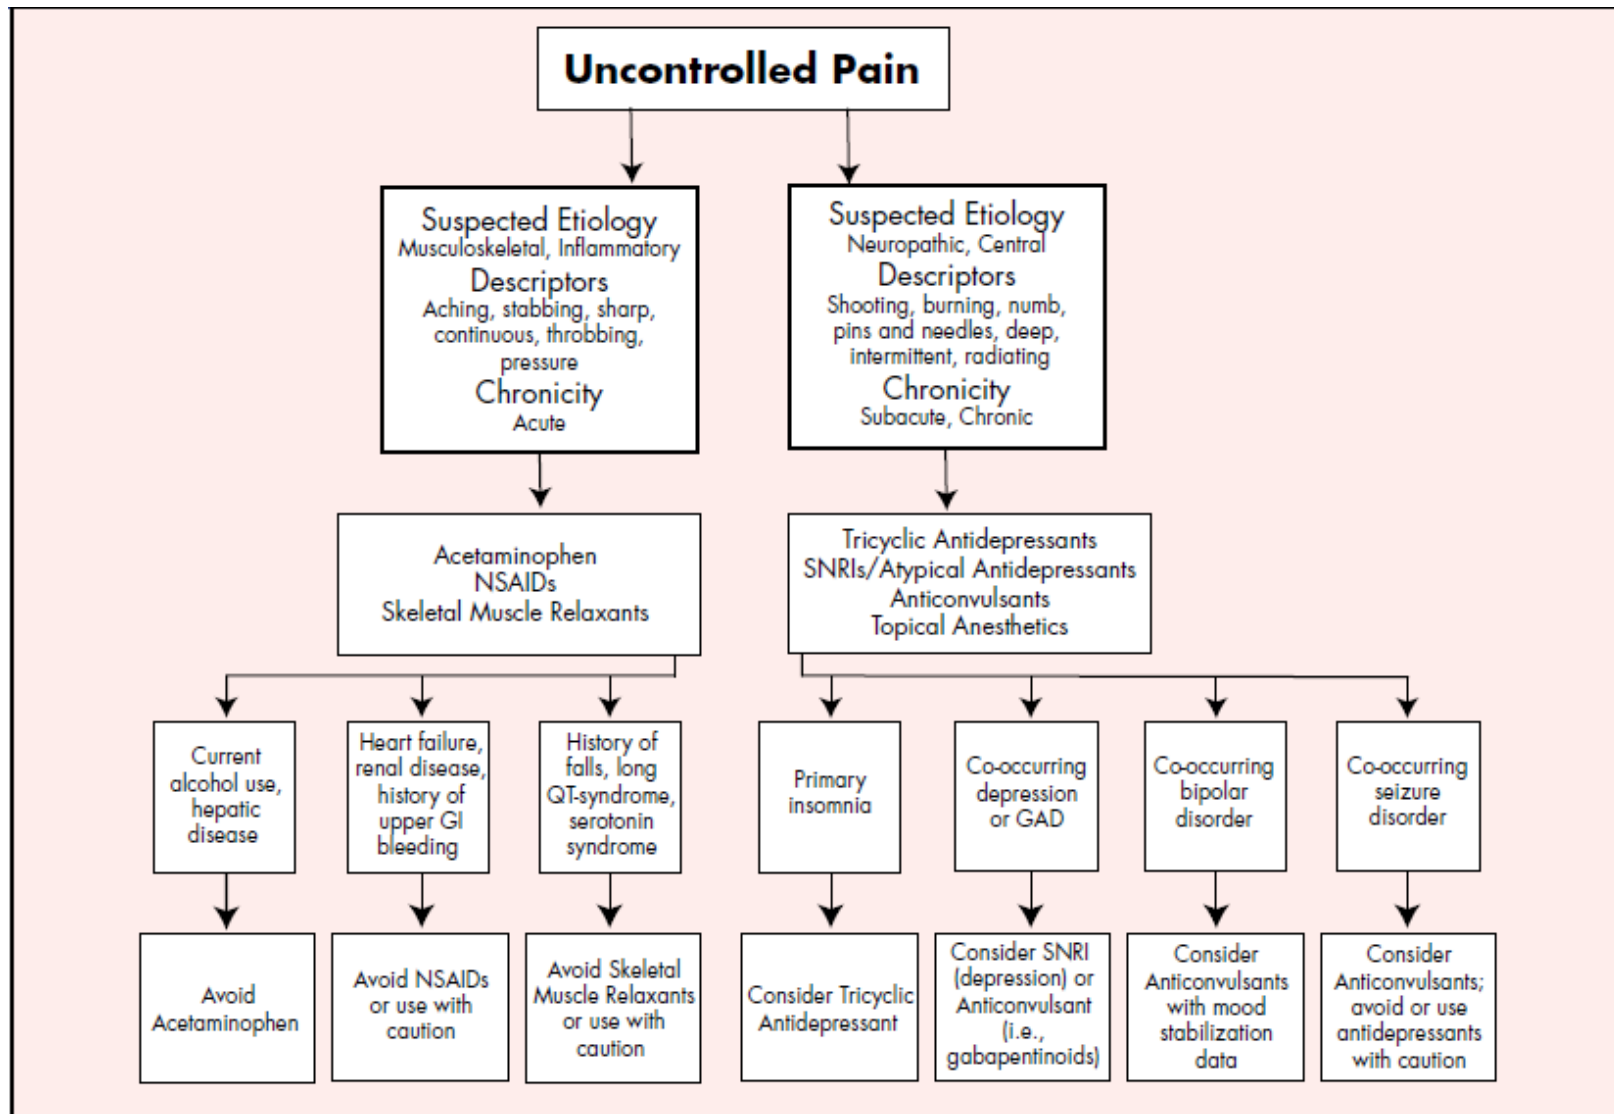 Uncontrolled Pain
Suspected Etiology
Musculoskeletal, Inflammatory
Descriptors
Aching, stabbing, sharp,
continuous, throbbing,
pressure
Chronicity
Acute
Suspected Etiology
Neuropathic, Central
Descriptors
Shooting, burning, numb,
pins and needles, deep,
intermittent, radiating
Chronicity
Subacute, Chronic
Acetaminophen
NSAIDs
Skeletal Muscle Relaxants
Tricyclic Antidepressants
SNRIs/Atypical Antidepressants
Anticonvulsants
Topical Anesthetics
Current
alcohol use,
hepatic
disease
Heart failure,
renal disease,
history of
upper GI
bleeding
History of
falls, long
QT-syndrome,
serotonin
syndrome
Primary
insomnia
Co-occurring
depression
or GAD
Co-occurring
bipolar
disorder
Co-occurring
seizure
disorder
Avoid
Acetaminophen
Avoid NSAIDs
or use with
caution
Avoid Skeletal
Muscle Relaxants
or use with
caution
Consider Tricyclic
Antidepressant
Consider SNRI
(depression) or
Anticonvulsant
(i.e.,
gabapentinoids)
Consider
Anticonvulsants
with mood
stabilization
data
Consider
Anticonvulsants;
avoid or use
antidepressants
with caution